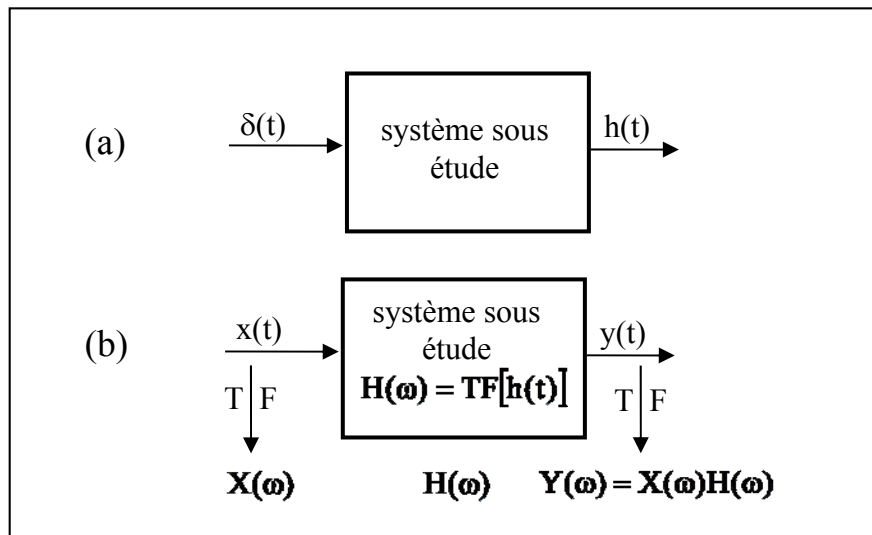 (a)
δ(t)
système sous
étude
h(t)
(b)
x(t)
système sous
étude
H(ω) = TF[h(t)]
y(t)
T F
T F
X(ω)
H(ω)
Y(ω) = X(ω)H(ω)